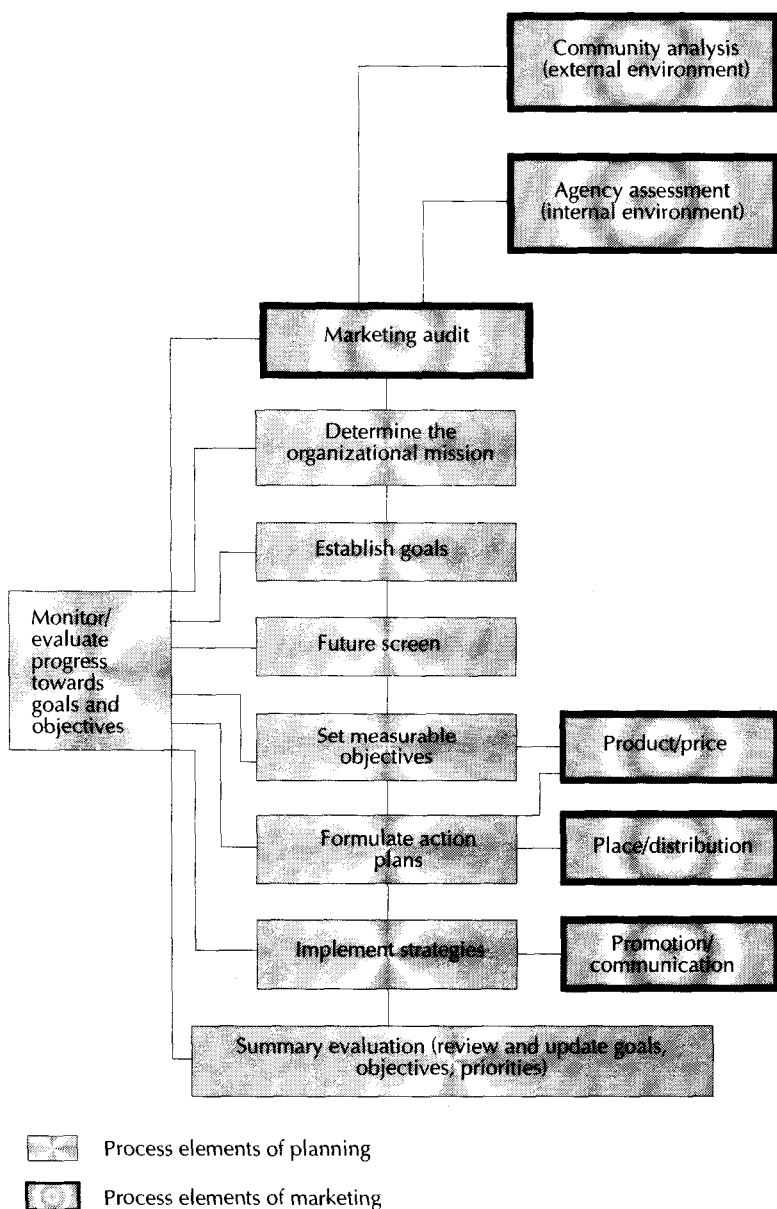 Community analysis
(external environment)
Agency assessment
(internal environment)
Marketing audit
Determine the
organizational mission
Establish goals
Monitor/
evaluate
progress
towards
goals and
objectives
Future screen
Set measurable
objectives
Product/price
Formulate action
plans
Place/distribution
Implement strategies
Promotion/
communication
Summary evaluation (review and update goals,
objectives, priorities)
Process elements of planning
Process elements of marketing